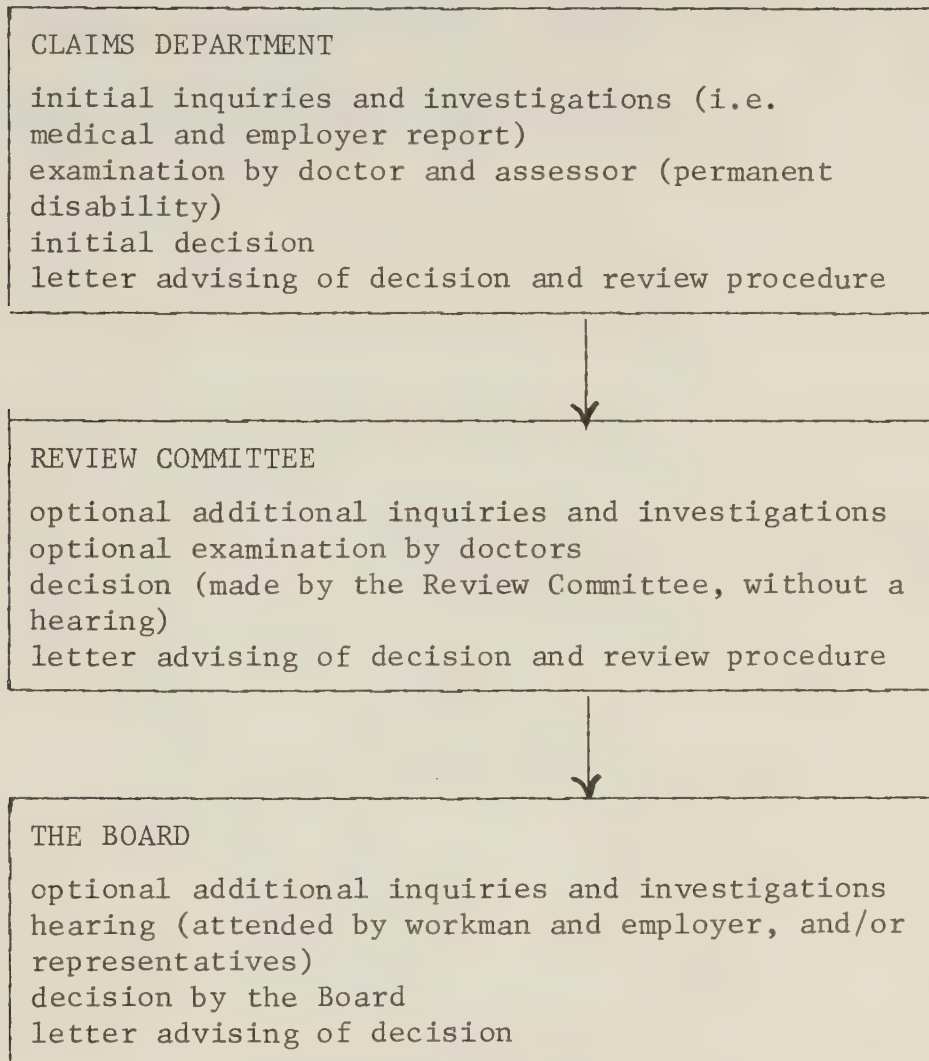 CLAIMS DEPARTMENT
initial inquiries and investigations (i.e.
medical and employer report)
examination by doctor and assessor (permanent
disability)
initial decision
letter advising of decision and review procedure
REVIEW COMMITTEE
optional additional inquiries and investigations
optional examination by doctors
decision (made by the Review Committee, without a
hearing)
letter advising of decision and review procedure
THE BOARD
optional additional inquiries and investigations
hearing (attended by workman and employer, and/or
representatives)
decision by the Board
letter advising of decision